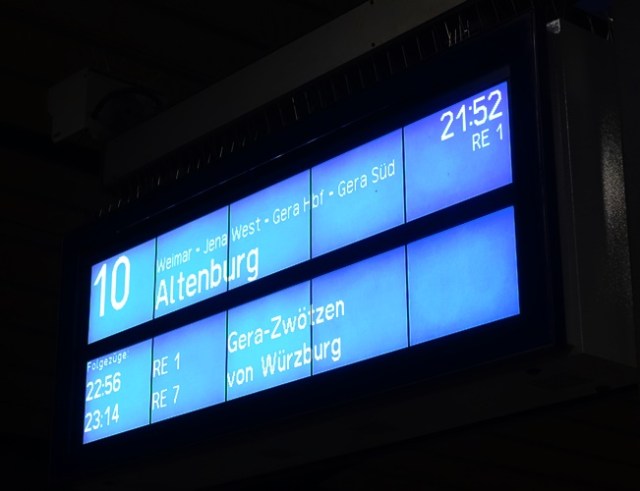 10
Weimar - Jena West - Gera Hbf - Gera Süd
Altenburg
21:52
RE 1
Folgezüge
22:56 RE 1 Gera-Zwötzen
23:14 RE 7 von Würzburg